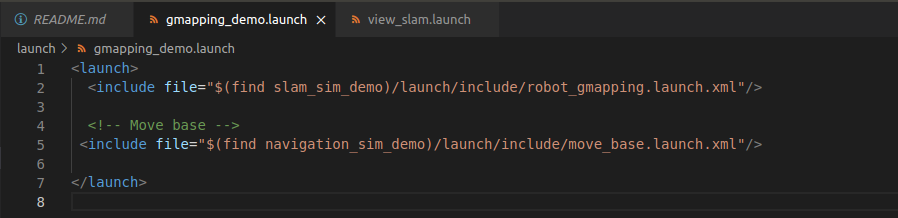 README.md gmapping_demo.launch × view_slam.launch
launch > gmapping_demo.launch
1 <launch>
2   <include file="$(find slam_sim_demo)/launch/include/robot_gmapping.launch.xml"/>
3
4   <!-- Move base -->
5  <include file="$(find navigation_sim_demo)/launch/include/move_base.launch.xml"/>
6
7 </launch>
8